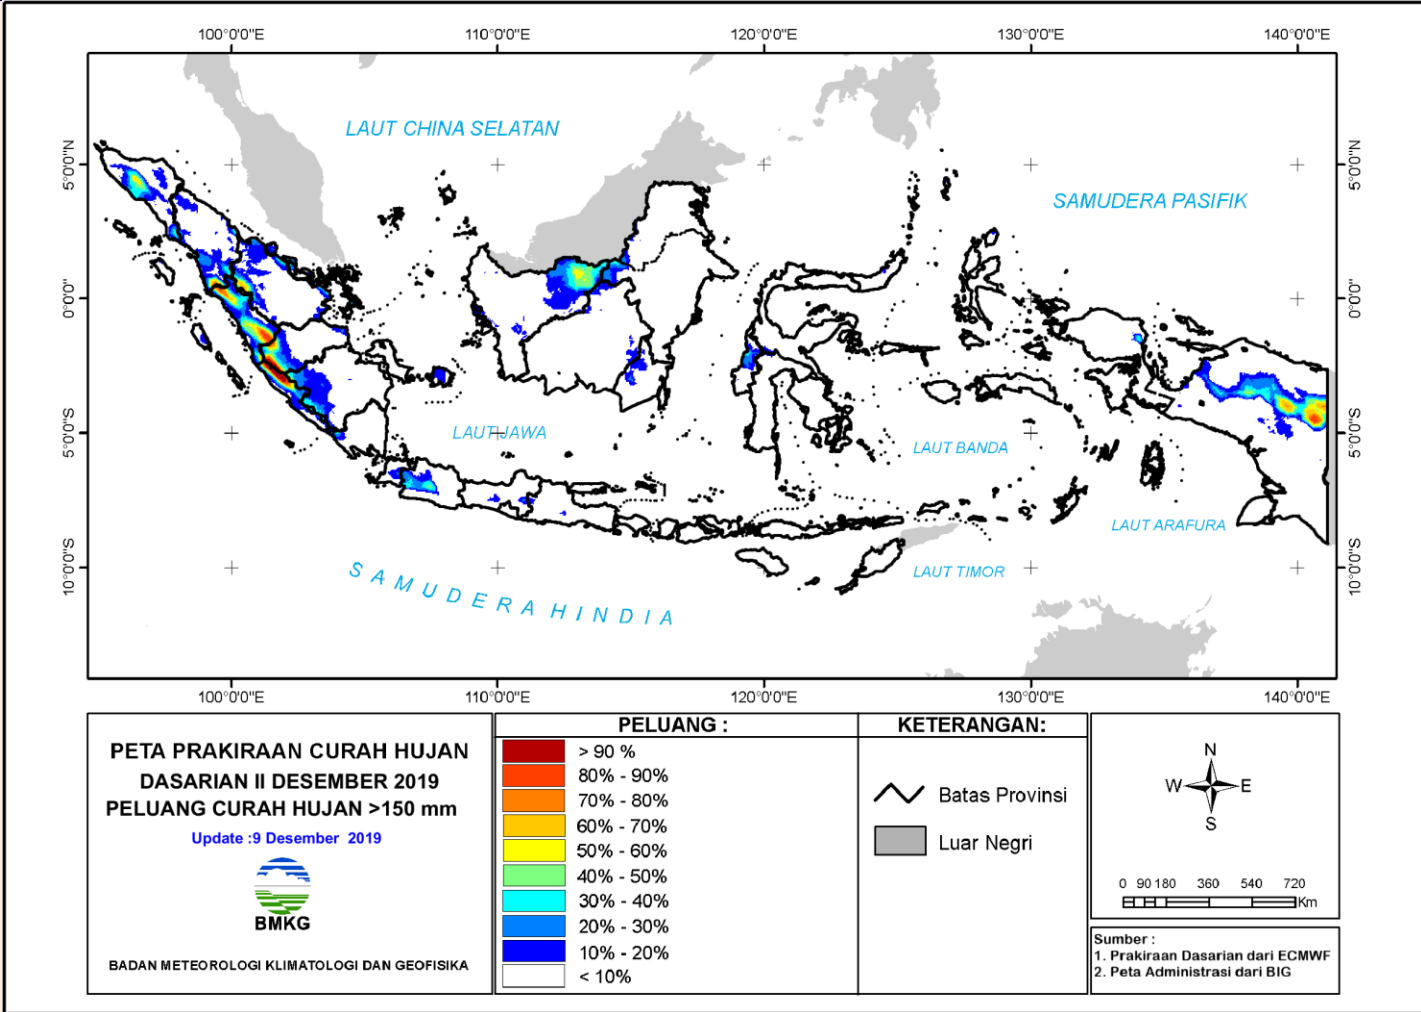 100°0'0"E 110°0'0"E 120°0'0"E 130°0'0"E 140°0'0"E
LAUT CHINA SELATAN
5°0'0"N 5°0'0"N
SAMUDERA PASIFIK
0°0'0" 0°0'0"
5°0'0"S 5°0'0"S
LAUT JAWA
LAUT BANDA
LAUT ARAFURA
10°0'0"S 10°0'0"S
LAUT TIMOR
SAMUDERA HINDIA
100°0'0"E 110°0'0"E 120°0'0"E 130°0'0"E 140°0'0"E
PETA PRAKIRAAN CURAH HUJAN
DASARIAN II DESEMBER 2019
PELUANG CURAH HUJAN >150 mm
Update :9 Desember 2019
BMKG
BADAN METEOROLOGI KLIMATOLOGI DAN GEOFISIKA
PELUANG :
> 90 %
80% - 90%
70% - 80%
60% - 70%
50% - 60%
40% - 50%
30% - 40%
20% - 30%
10% - 20%
< 10%
KETERANGAN:
Batas Provinsi
Luar Negri
N
W E
S
0 90 180 360 540 720
Km
Sumber :
1. Prakiraan Dasarian dari ECMWF
2. Peta Administrasi dari BIG